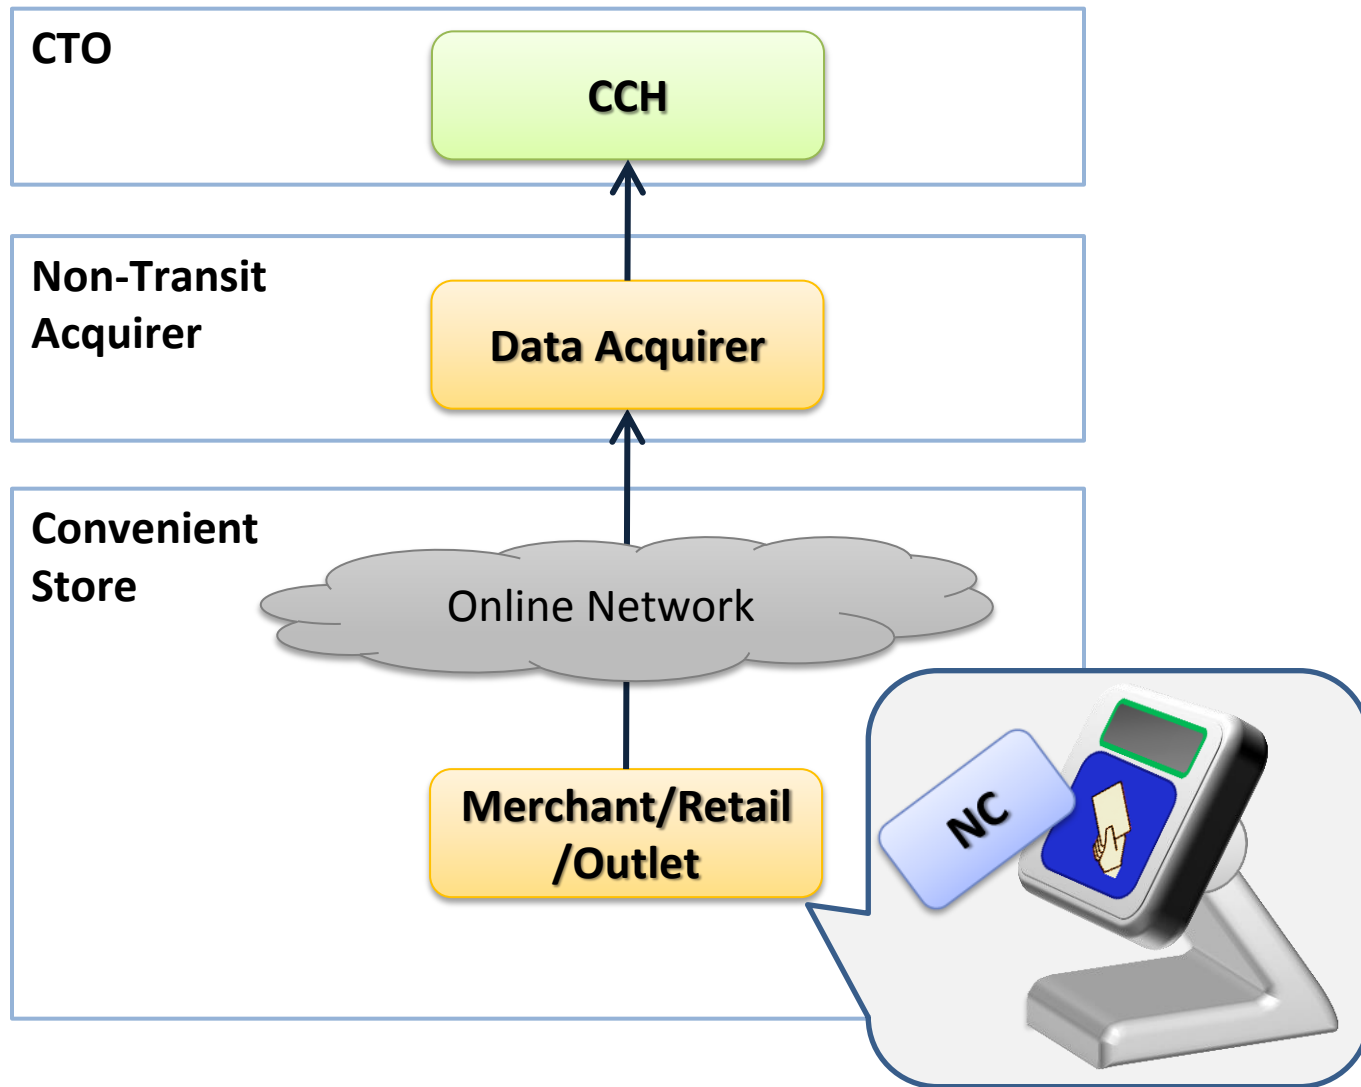 CTO
CCH
Non-Transit
Acquirer
Data Acquirer
Convenient
Store
Online Network
Merchant/Retail
/Outlet
NC